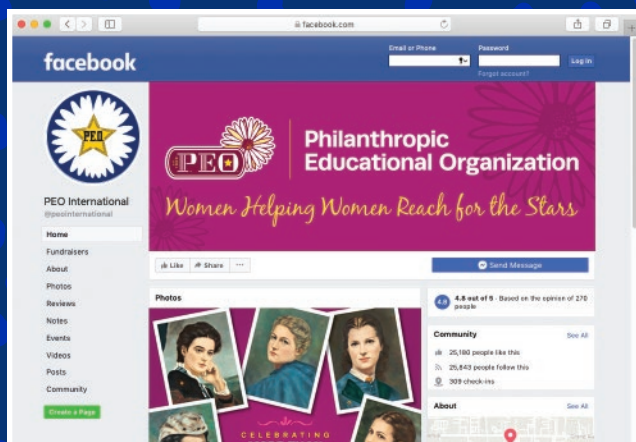 facebook.com
Email or Phone
Password
facebook
Log In
Forgot account?
PEO
PEO
Philanthropic
Educational Organization
Women Helping Women Reach for the Stars
PEO International
@peointernational
Home
Fundraisers
About
Photos
Reviews
Notes
Events
Videos
Posts
Community
Create a Page
Like
Share
Send Message
Photos
CELEBRATING
4.8
4.8 out of 5 · Based on the opinion of 270
people
Community
See All
25,180 people like this
25,843 people follow this
309 check-ins
About
See All